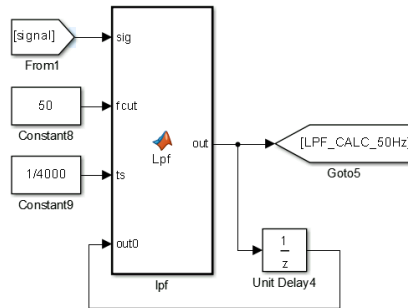 [signal]
From1
50
Constant8
1/4000
Constant9
sig
fcut
ts
out0
Lpf
out
lpf
[LPF_CALC_50Hz]
Goto5
1
z
Unit Delay4